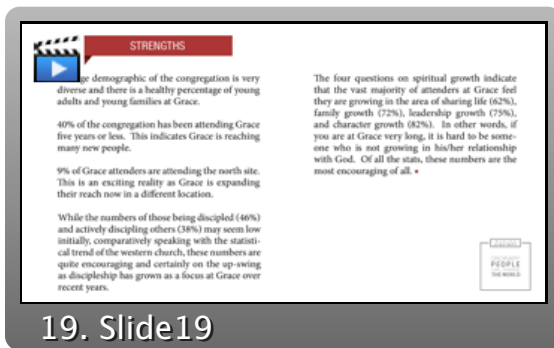 STRENGTHS
ge demographic of the congregation is very
diverse and there is a healthy percentage of young
adults and young families at Grace.
40% of the congregation has been attending Grace
five years or less. This indicates Grace is reaching
many new people.
9% of Grace attenders are attending the north site.
This is an exciting reality as Grace is expanding
their reach now in a different location.
While the numbers of those being discipled (46%)
and actively discipling others (38%) may seem low
initially, comparatively speaking with the statisti-
cal trend of the western church, these numbers are
quite encouraging and certainly on the up-swing
as discipleship has grown as a focus at Grace over
recent years.
The four questions on spiritual growth indicate
that the vast majority of attenders at Grace feel
they are growing in the area of sharing life (62%),
family growth (72%), leadership growth (75%),
and character growth (82%). In other words, if
you are at Grace very long, it is hard to be some-
one who is not growing in his/her relationship
with God. Of all the stats, these numbers are the
most encouraging of all. •
PEOPLE
THE WORLD
19. Slide19